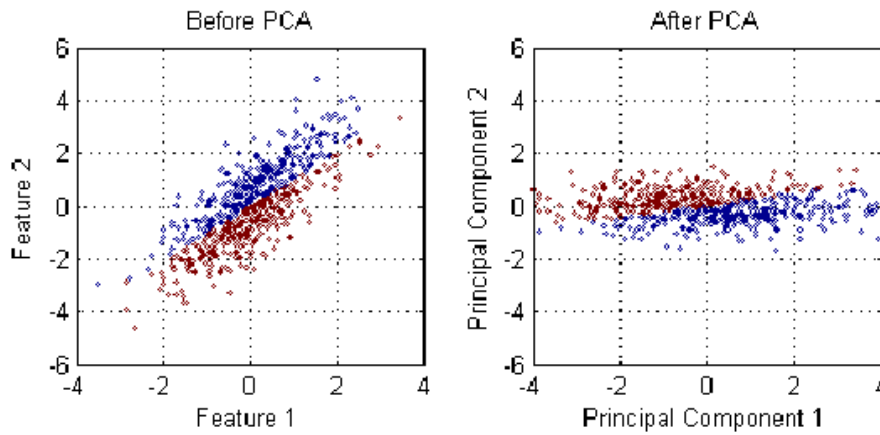 Before PCA
6
4
2
0
-2
-4
-6
-4 -2 0 2 4
Feature 2
Feature 1
After PCA
6
4
2
0
-2
-4
-6
-4 -2 0 2 4
Principal Component 2
Principal Component 1